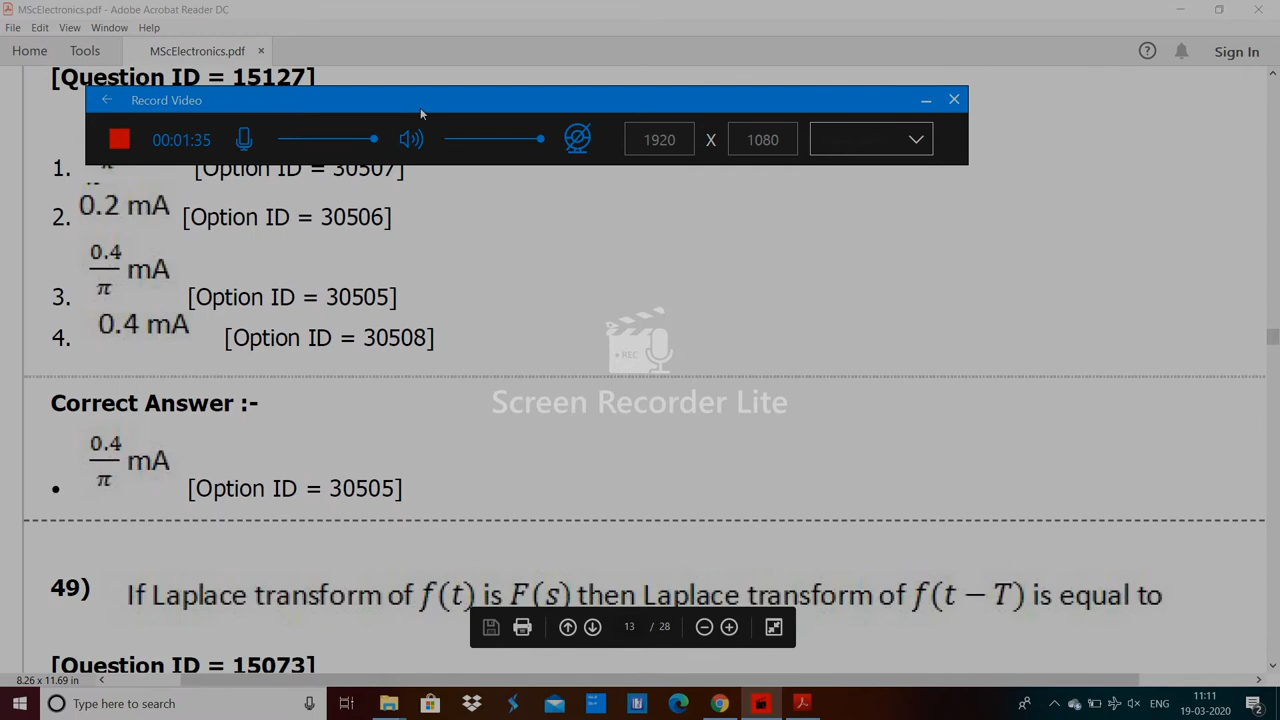 MScElectronics.pdf - Adobe Acrobat Reader DC
File Edit View Window Help
Home Tools MScElectronics.pdf × Sign In
[Question ID = 15127]
Record Video
00:01:35 1920 X 1080
1. [Option ID = 30507]
2. 0.2 mA [Option ID = 30506]
3. 0.4/π mA [Option ID = 30505]
4. 0.4 mA [Option ID = 30508]
• REC
Screen Recorder Lite
Correct Answer :-
• 0.4/π mA [Option ID = 30505]
49) If Laplace transform of f(t) is F(s) then Laplace transform of f(t − T) is equal to
13 / 28
[Question ID = 15073]
8.26 x 11.69 in
Type here to search ENG 11:11
19-03-2020 2